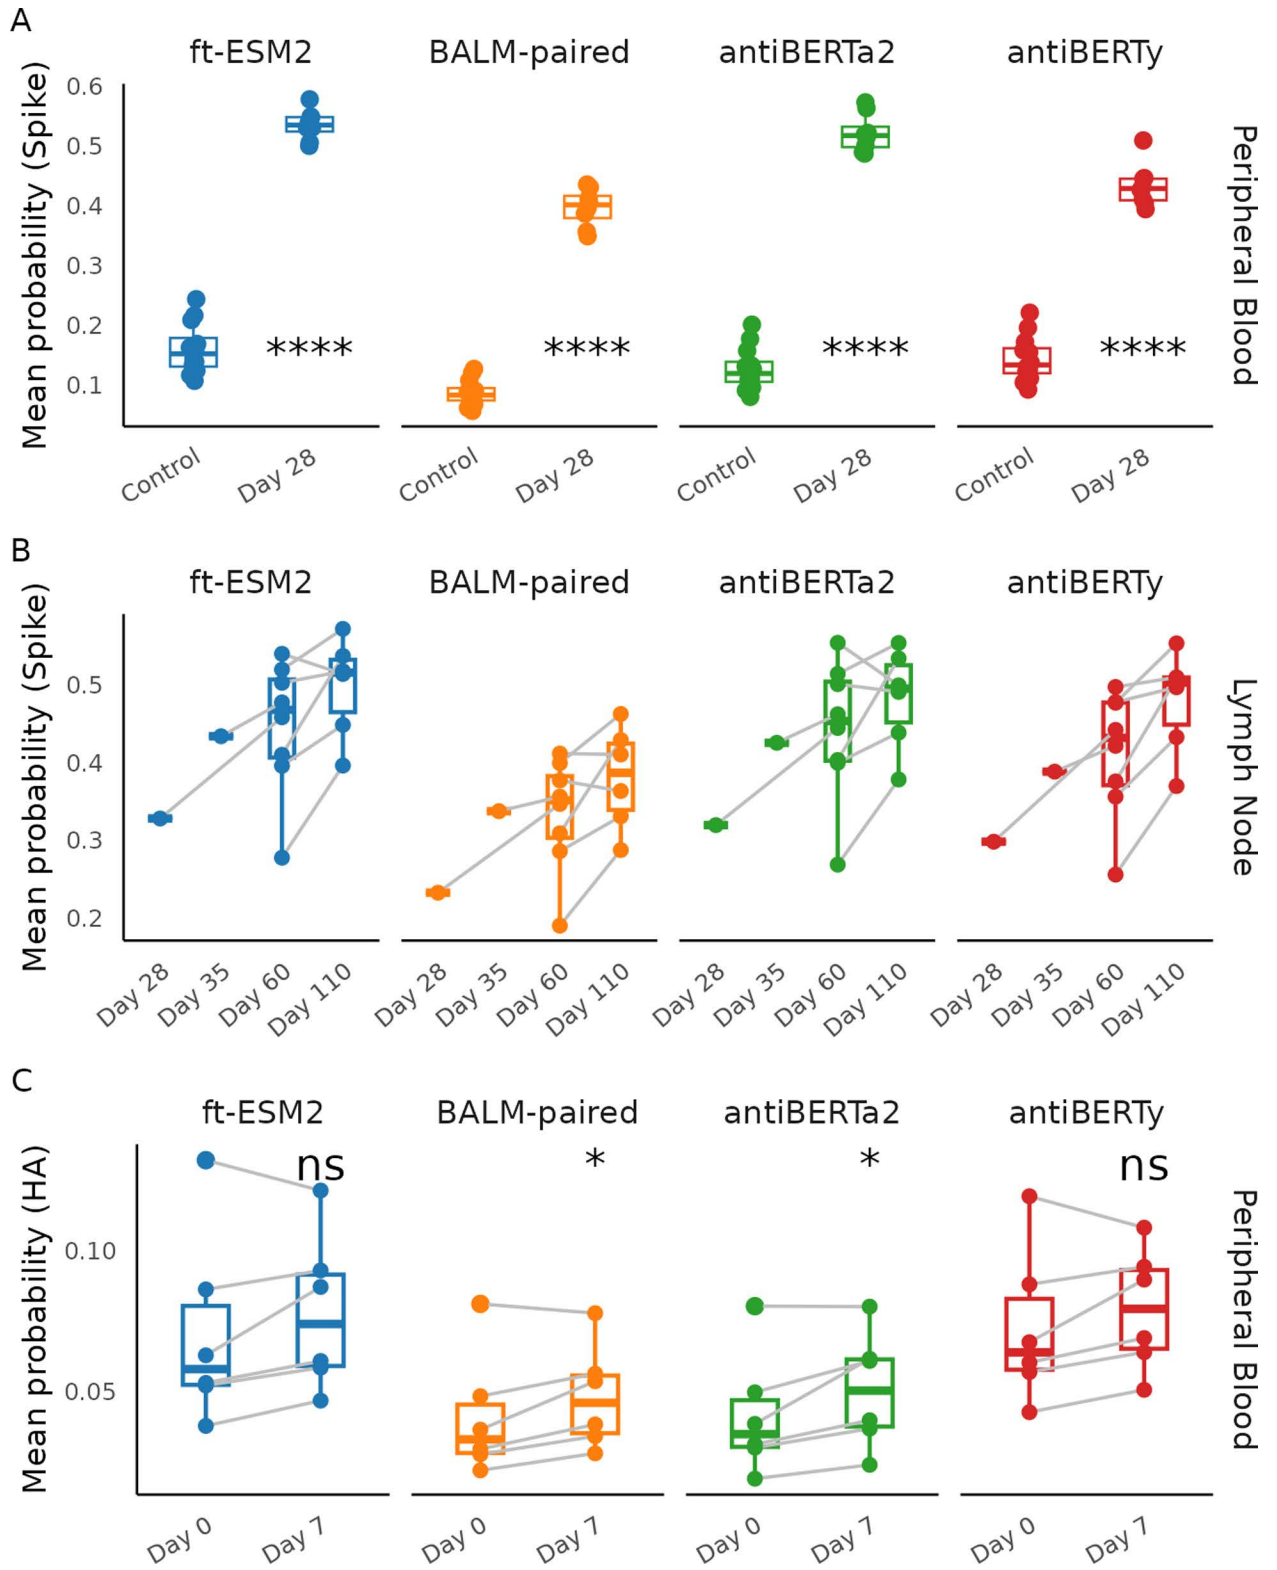 A
ft-ESM2 BALM-paired antiBERTa2 antiBERTy
Mean probability (Spike)
0.6
0.5
0.4
0.3
0.2
0.1
**** **** **** ****
Control Day 28 Control Day 28 Control Day 28 Control Day 28
Peripheral Blood
B
ft-ESM2 BALM-paired antiBERTa2 antiBERTy
Mean probability (Spike)
0.5
0.4
0.3
0.2
Day 28 Day 35 Day 60 Day 110 Day 28 Day 35 Day 60 Day 110 Day 28 Day 35 Day 60 Day 110 Day 28 Day 35 Day 60 Day 110
Lymph Node
C
ft-ESM2 BALM-paired antiBERTa2 antiBERTy
Mean probability (HA)
ns * * ns
0.10
0.05
Day 0 Day 7 Day 0 Day 7 Day 0 Day 7 Day 0 Day 7
Peripheral Blood